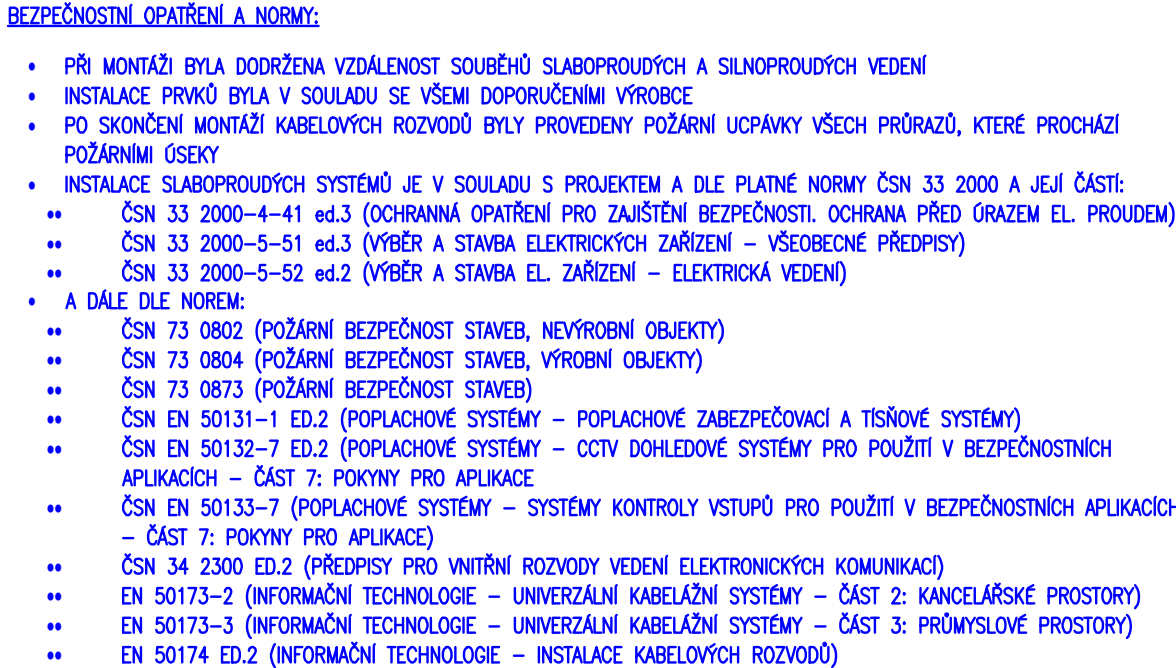 BEZPEČNOSTNÍ OPATŘENÍ A NORMY:
• PŘI MONTÁŽI BYLA DODRŽENA VZDÁLENOST SOUBĚHŮ SLABOPROUDÝCH A SILNOPROUDÝCH VEDENÍ
• INSTALACE PRVKŮ BYLA V SOULADU SE VŠEMI DOPORUČENÍMI VÝROBCE
• PO SKONČENÍ MONTÁŽÍ KABELOVÝCH ROZVODŮ BYLY PROVEDENY POŽÁRNÍ UCPÁVKY VŠECH PRŮRAZŮ, KTERÉ PROCHÁZÍ
POŽÁRNÍMI ÚSEKY
• INSTALACE SLABOPROUDÝCH SYSTÉMŮ JE V SOULADU S PROJEKTEM A DLE PLATNÉ NORMY ČSN 33 2000 A JEJÍ ČÁSTÍ:
•• ČSN 33 2000-4-41 ed.3 (OCHRANNÁ OPATŘENÍ PRO ZAJIŠTĚNÍ BEZPEČNOSTI. OCHRANA PŘED ÚRAZEM EL. PROUDEM)
•• ČSN 33 2000-5-51 ed.3 (VÝBĚR A STAVBA ELEKTRICKÝCH ZAŘÍZENÍ – VŠEOBECNÉ PŘEDPISY)
•• ČSN 33 2000-5-52 ed.2 (VÝBĚR A STAVBA EL. ZAŘÍZENÍ – ELEKTRICKÁ VEDENÍ)
• A DÁLE DLE NOREM:
•• ČSN 73 0802 (POŽÁRNÍ BEZPEČNOST STAVEB, NEVÝROBNÍ OBJEKTY)
•• ČSN 73 0804 (POŽÁRNÍ BEZPEČNOST STAVEB, VÝROBNÍ OBJEKTY)
•• ČSN 73 0873 (POŽÁRNÍ BEZPEČNOST STAVEB)
•• ČSN EN 50131-1 ED.2 (POPLACHOVÉ SYSTÉMY – POPLACHOVÉ ZABEZPEČOVACÍ A TÍSŇOVÉ SYSTÉMY)
•• ČSN EN 50132-7 ED.2 (POPLACHOVÉ SYSTÉMY – CCTV DOHLEDOVÉ SYSTÉMY PRO POUŽITÍ V BEZPEČNOSTNÍCH
APLIKACÍCH – ČÁST 7: POKYNY PRO APLIKACE
•• ČSN EN 50133-7 (POPLACHOVÉ SYSTÉMY – SYSTÉMY KONTROLY VSTUPŮ PRO POUŽITÍ V BEZPEČNOSTNÍCH APLIKACÍCH
– ČÁST 7: POKYNY PRO APLIKACE)
•• ČSN 34 2300 ED.2 (PŘEDPISY PRO VNITŘNÍ ROZVODY VEDENÍ ELEKTRONICKÝCH KOMUNIKACÍ)
•• EN 50173-2 (INFORMAČNÍ TECHNOLOGIE – UNIVERZÁLNÍ KABELÁŽNÍ SYSTÉMY – ČÁST 2: KANCELÁŘSKÉ PROSTORY)
•• EN 50173-3 (INFORMAČNÍ TECHNOLOGIE – UNIVERZÁLNÍ KABELÁŽNÍ SYSTÉMY – ČÁST 3: PRŮMYSLOVÉ PROSTORY)
•• EN 50174 ED.2 (INFORMAČNÍ TECHNOLOGIE – INSTALACE KABELOVÝCH ROZVODŮ)